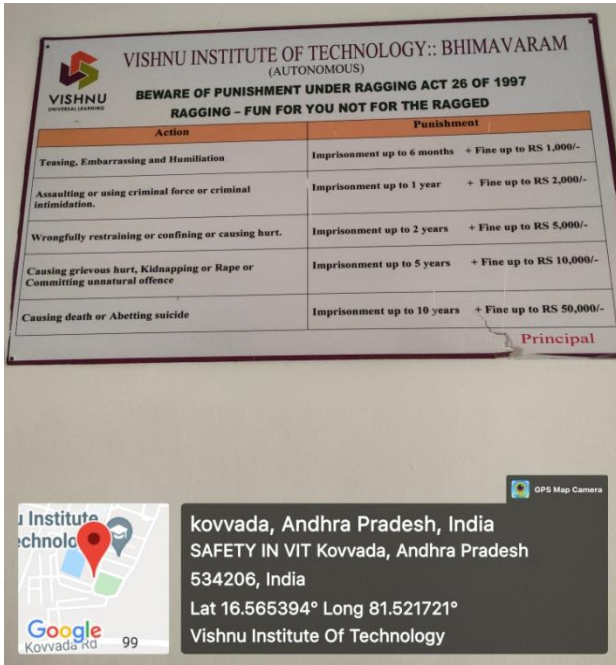 VISHNU INSTITUTE OF TECHNOLOGY:: BHIMAVARAM
(AUTONOMOUS)
VISHNU
UNIVERSAL LEARNING
BEWARE OF PUNISHMENT UNDER RAGGING ACT 26 OF 1997
RAGGING – FUN FOR YOU NOT FOR THE RAGGED
Action Punishment
Teasing, Embarrassing and Humiliation Imprisonment up to 6 months + Fine up to RS 1,000/-
Assaulting or using criminal force or criminal intimidation. Imprisonment up to 1 year + Fine up to RS 2,000/-
Wrongfully restraining or confining or causing hurt. Imprisonment up to 2 years + Fine up to RS 5,000/-
Causing grievous hurt, Kidnapping or Rape or Committing unnatural offence Imprisonment up to 5 years + Fine up to RS 10,000/-
Causing death or Abetting suicide Imprisonment up to 10 years + Fine up to RS 50,000/-
Principal
GPS Map Camera
Institute
Google
Kovvada Rd 99
kovvada, Andhra Pradesh, India
SAFETY IN VIT Kovvada, Andhra Pradesh
534206, India
Lat 16.565394° Long 81.521721°
Vishnu Institute Of Technology